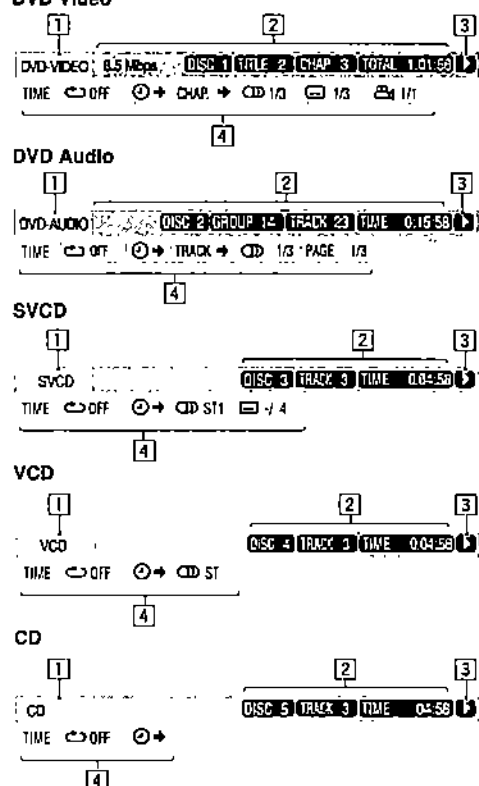 DVD Video
1 2 3
DVD-VIDEO 8.5 Mbps DISC 1 TITLE 2 CHAP 3 TOTAL 1:01:58
TIME OFF CHAP. 1/3 1/3 1/1
4
DVD Audio
1 2 3
DVD-AUDIO DISC 2 GROUP 14 TRACK 23 TIME 0:15:58
TIME OFF TRACK 1/3 PAGE 1/3
4
SVCD
1 2 3
SVCD DISC 3 TRACK 3 TIME 0:04:58
TIME OFF ST1 -/ 4
4
VCD
1 2 3
VCD DISC 4 TRACK 3 TIME 0:04:58
TIME OFF ST
4
CD
1 2 3
CD DISC 5 TRACK 3 TIME 04:58
TIME OFF
4